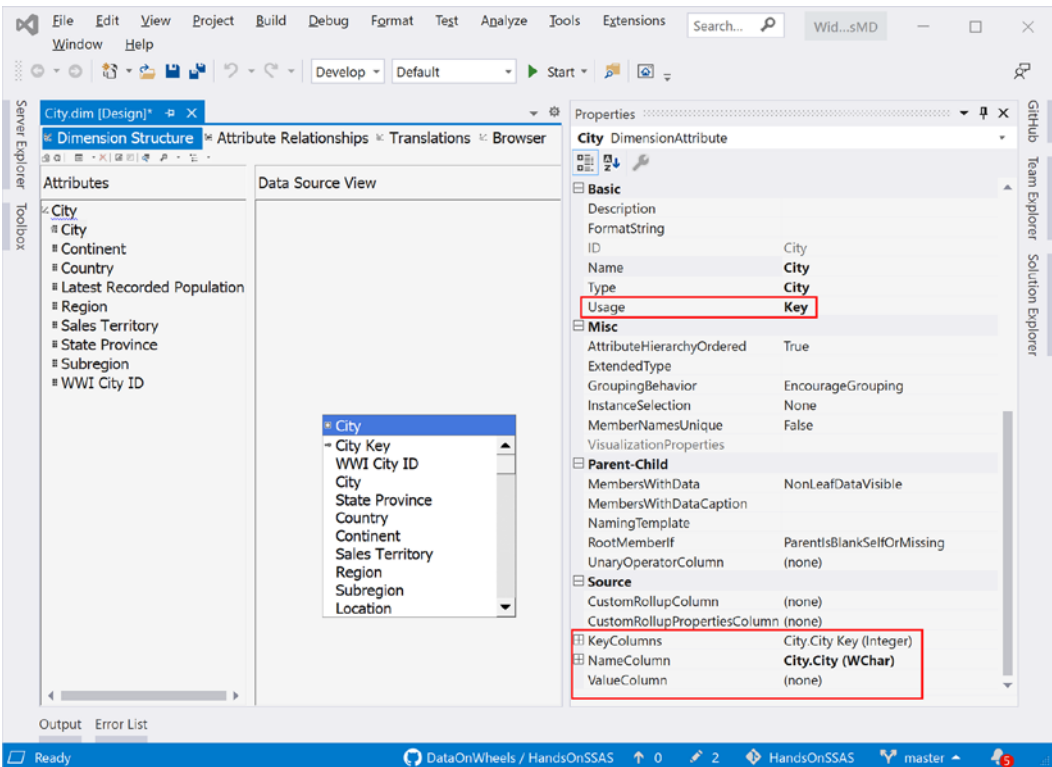 File Edit View Project Build Debug Format Test Analyze Tools Extensions Search... Wid...sMD
Window Help
Develop Default Start
Server Explorer
Toolbox
City.dim [Design]*
Dimension Structure Attribute Relationships Translations Browser
Attributes
City
City
Continent
Country
Latest Recorded Population
Region
Sales Territory
State Province
Subregion
WWI City ID
Data Source View
City
City Key
WWI City ID
City
State Province
Country
Continent
Sales Territory
Region
Subregion
Location
Properties
City DimensionAttribute
Basic
Description
FormatString
ID City
Name City
Type City
Usage Key
Misc
AttributeHierarchyOrdered True
ExtendedType
GroupingBehavior EncourageGrouping
InstanceSelection None
MemberNamesUnique False
VisualizationProperties
Parent-Child
MembersWithData NonLeafDataVisible
MembersWithDataCaption
NamingTemplate
RootMemberIf ParentIsBlankSelfOrMissing
UnaryOperatorColumn (none)
Source
CustomRollupColumn (none)
CustomRollupPropertiesColumn (none)
KeyColumns City.City Key (Integer)
NameColumn City.City (WChar)
ValueColumn (none)
GitHub
Team Explorer
Solution Explorer
Output Error List
Ready DataOnWheels / HandsOnSSAS 0 2 HandsOnSSAS master 5